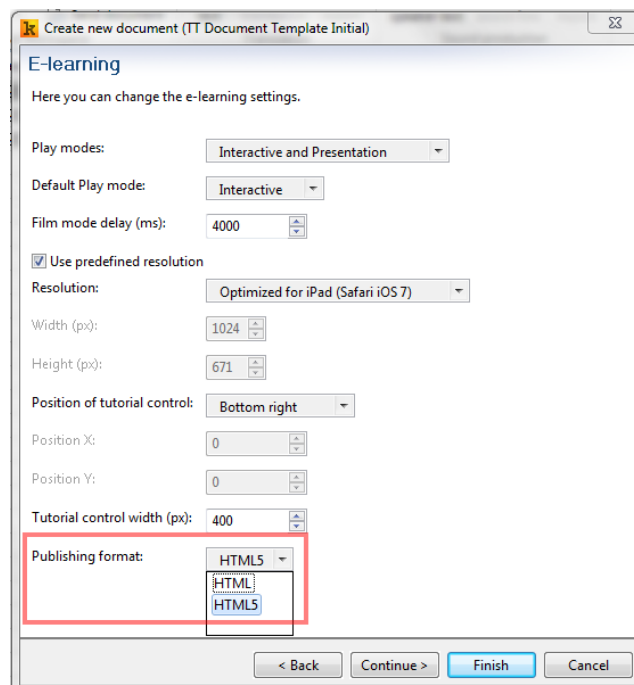 k Create new document (TT Document Template Initial)
E-learning
Here you can change the e-learning settings.
Play modes: Interactive and Presentation
Default Play mode: Interactive
Film mode delay (ms): 4000
Use predefined resolution
Resolution: Optimized for iPad (Safari iOS 7)
Width (px): 1024
Height (px): 671
Position of tutorial control: Bottom right
Position X: 0
Position Y: 0
Tutorial control width (px): 400
Publishing format: HTML5
HTML
HTML5
< Back Continue > Finish Cancel